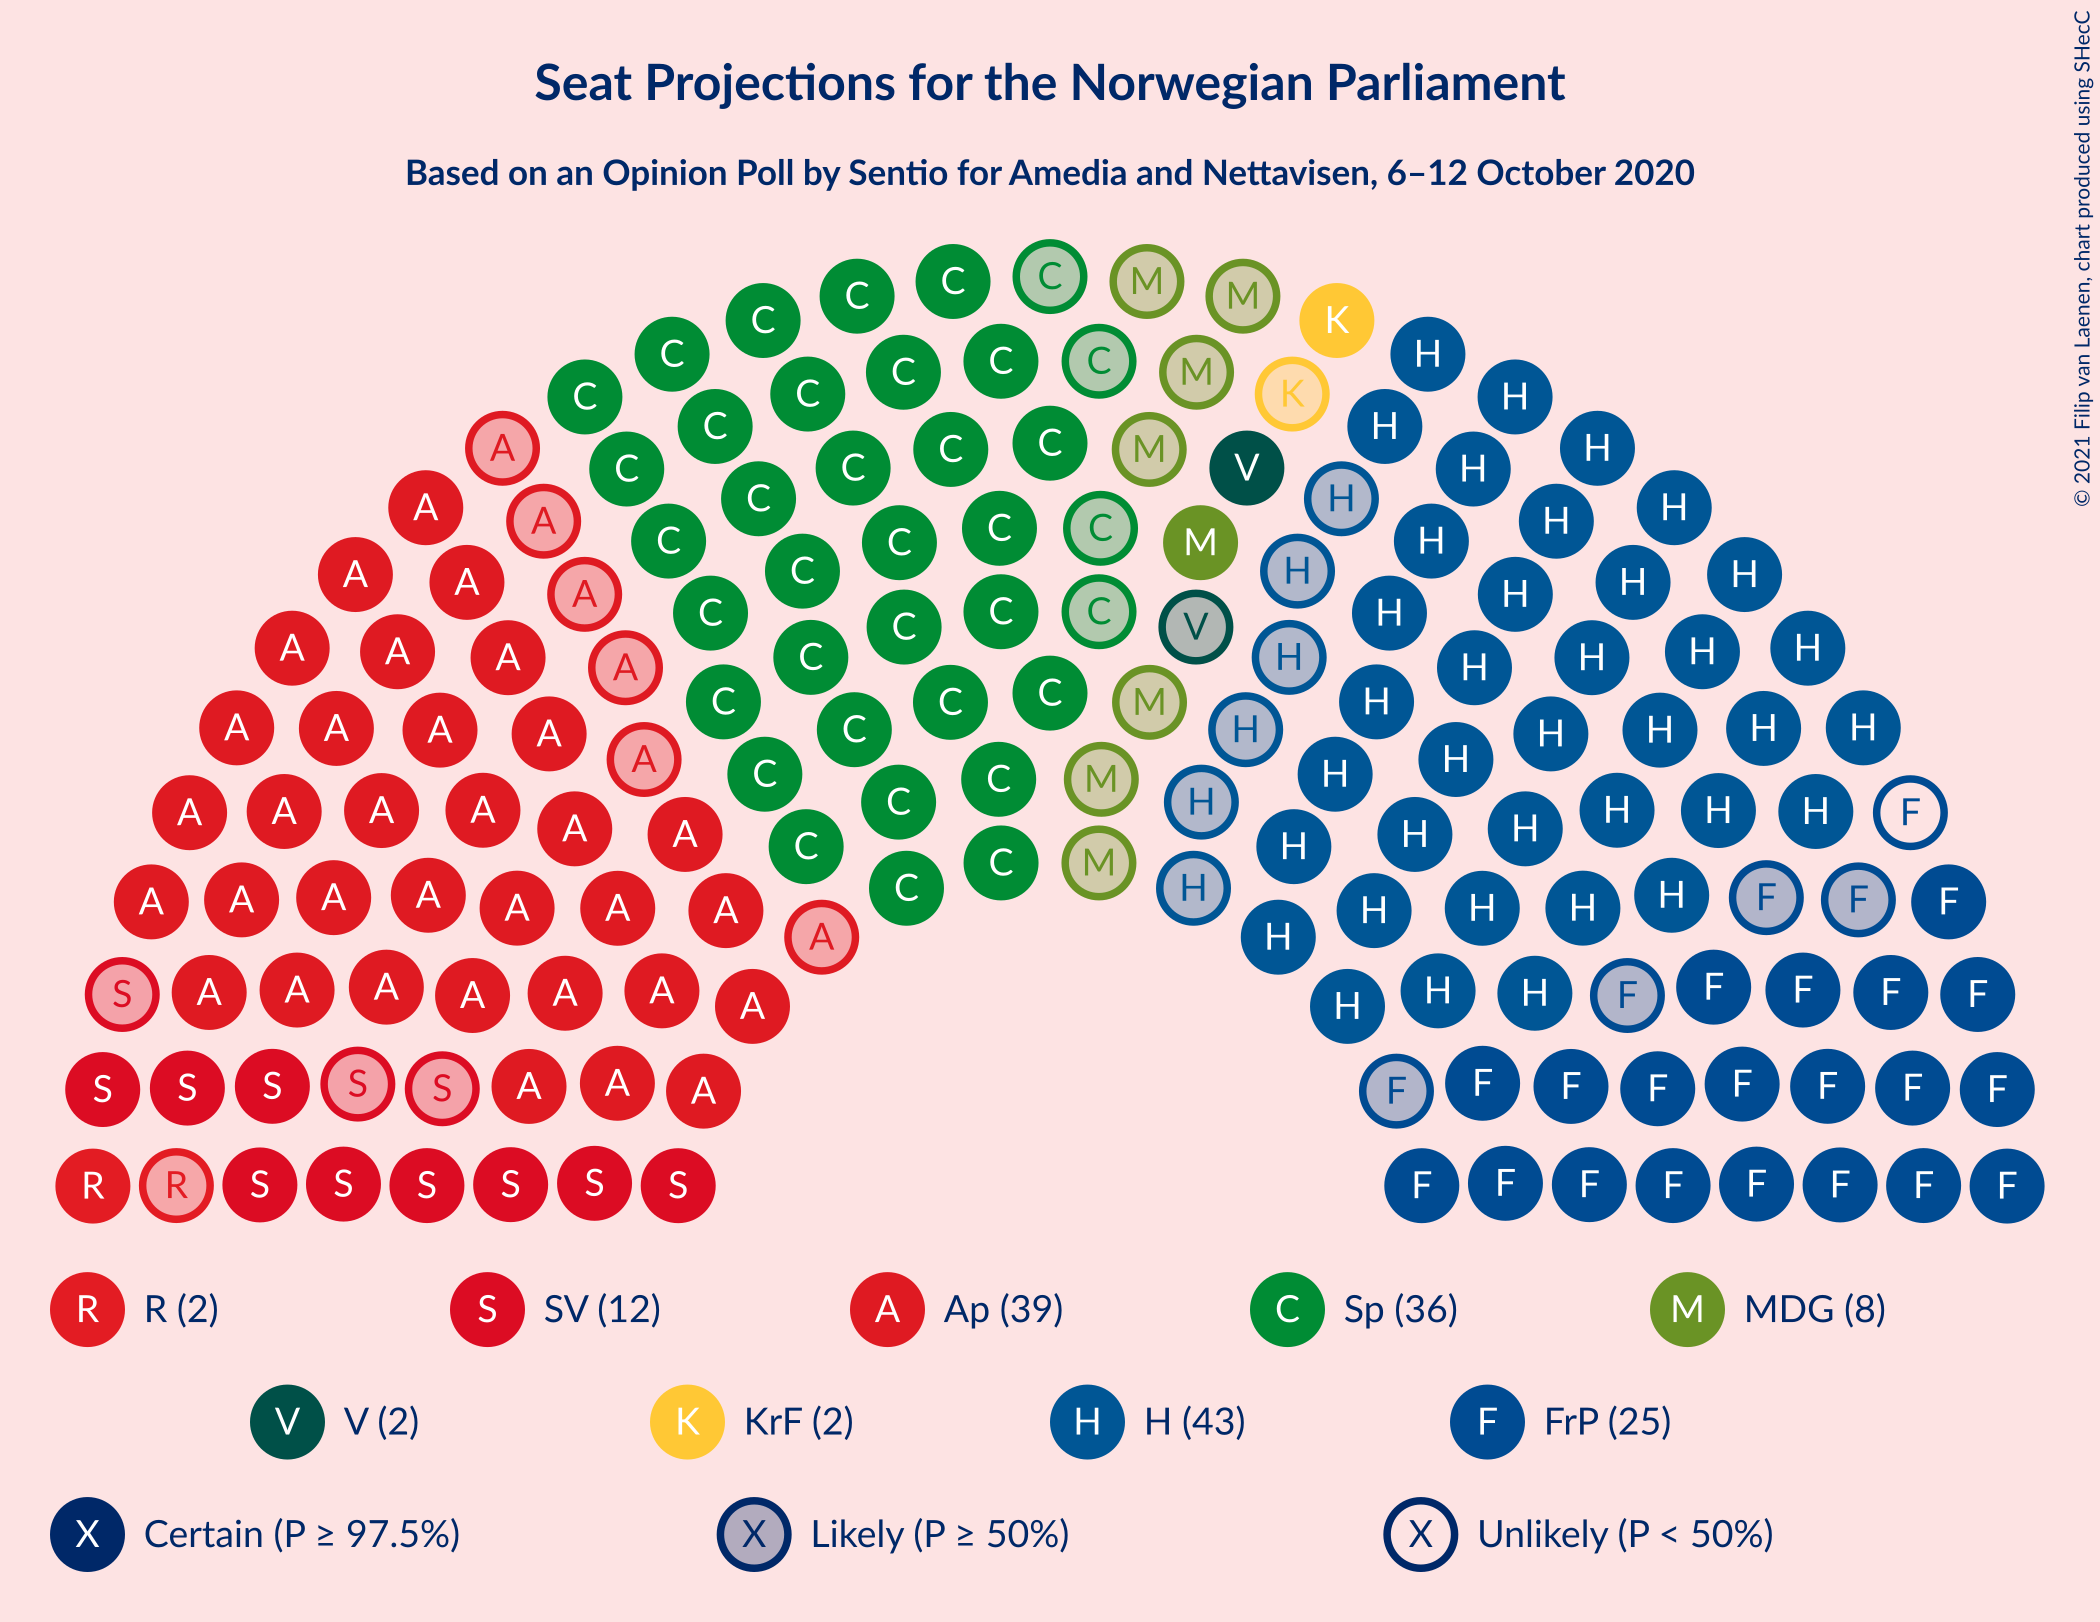 Seat Projections for the Norwegian Parliament
Based on an Opinion Poll by Sentio for Amedia and Nettavisen, 6–12 October 2020
© 2021 Filip van Laenen, chart produced using SHecC
C M M
C K
C H
C C C M H
C C K H
C C H H
A C C C M V H H H
A C C H H H
A A C C C M H H H H
A A C C H H H
A A C C C V H H H H
A A A C C C M H H H H H
A A A A C C H H H H H
A A A A A C C M H H H H H F
A A A A A A C H H H H H H
A A A A A A A C C M H H H H H H F F F
A A H
S A A A A A A A H H H F F F F F
S S S S S A A A F F F F F F F F
R R S S S S S S F F F F F F F F
R R (2) S SV (12) A Ap (39) C Sp (36) M MDG (8)
V V (2) K KrF (2) H H (43) F FrP (25)
X Certain (P ≥ 97.5%) X Likely (P ≥ 50%) X Unlikely (P < 50%)